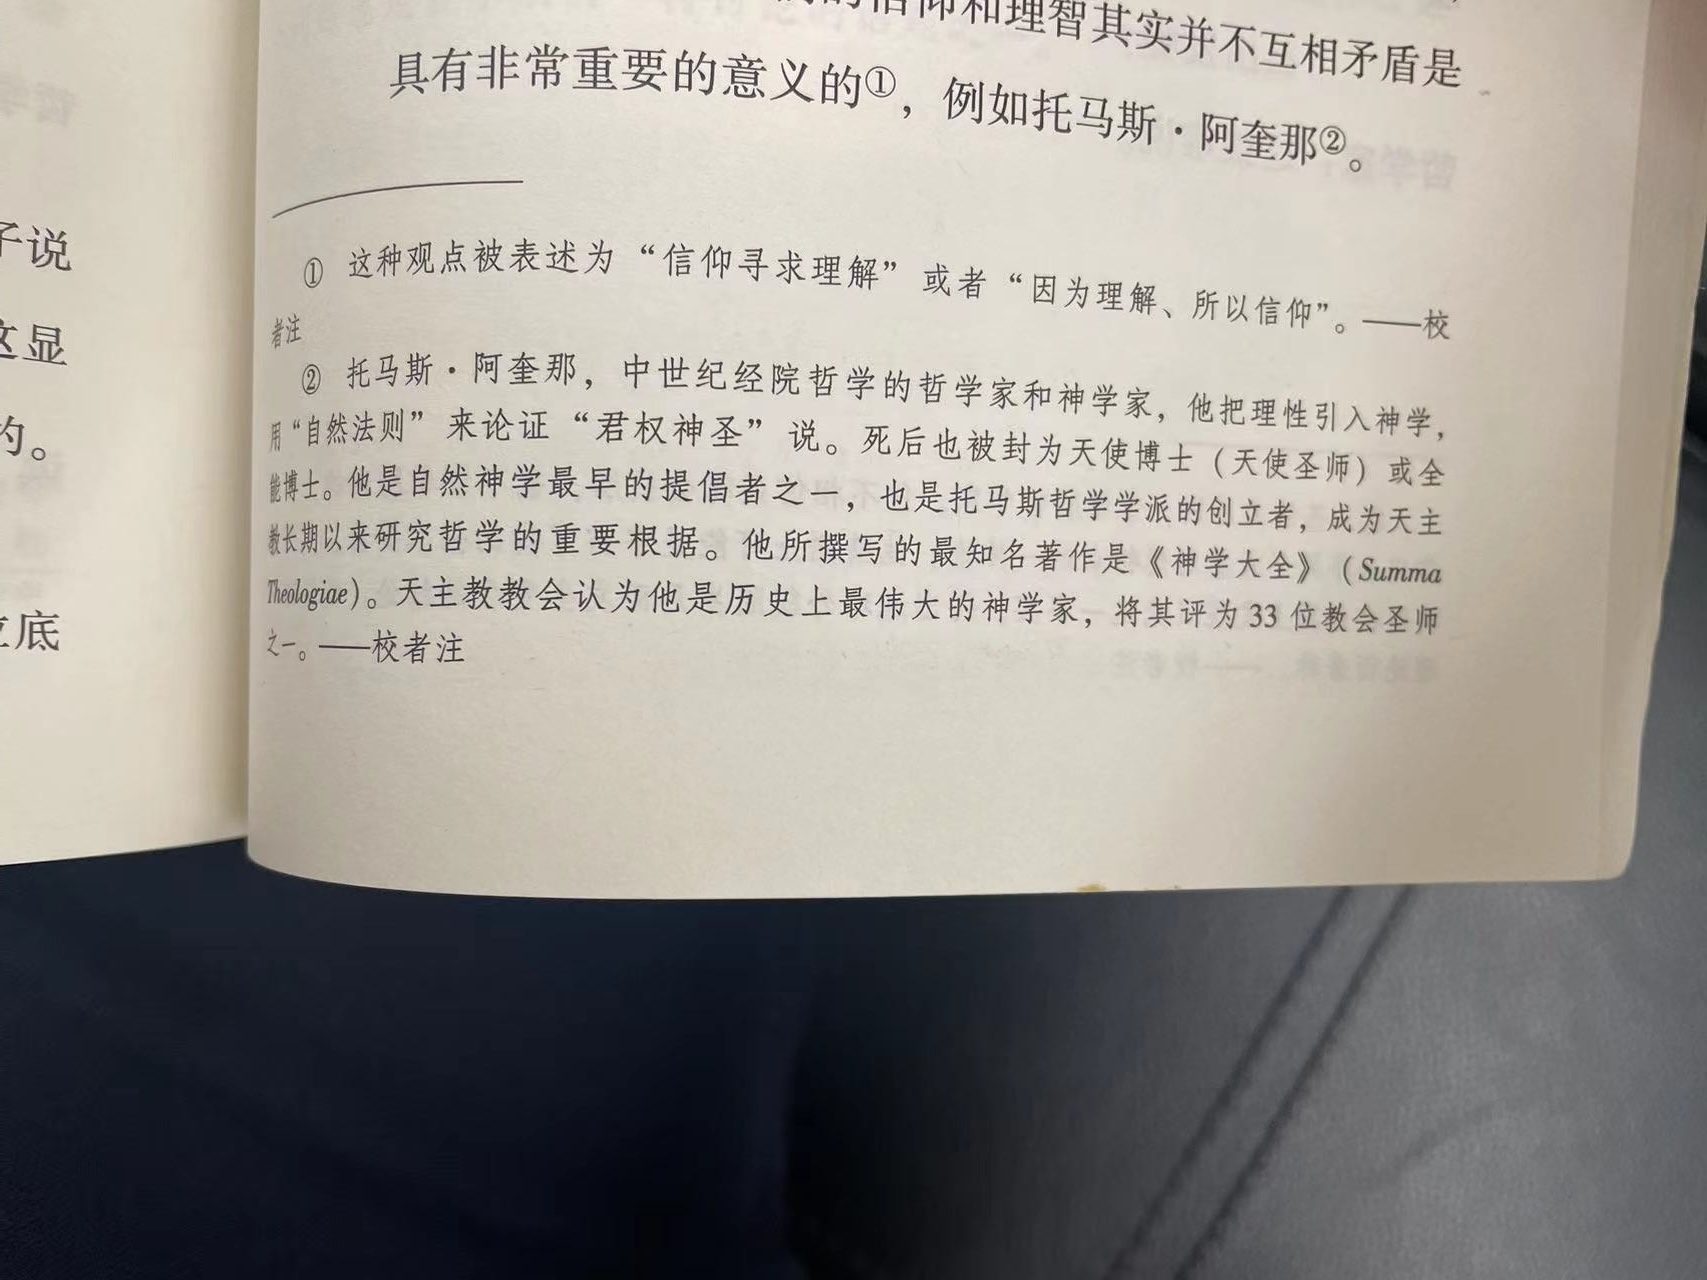 子说
这显
的。
立底
的信仰和理智其实并不互相矛盾是
具有非常重要的意义的①，例如托马斯·阿奎那②。
① 这种观点被表述为“信仰寻求理解”或者“因为理解、所以信仰”。——校
者注
② 托马斯·阿奎那，中世纪经院哲学的哲学家和神学家，他把理性引入神学，
用“自然法则”来论证“君权神圣”说。死后也被封为天使博士（天使圣师）或全
能博士。他是自然神学最早的提倡者之一，也是托马斯哲学学派的创立者，成为天主
教长期以来研究哲学的重要根据。他所撰写的最知名著作是《神学大全》（Summa
Theologiae）。天主教教会认为他是历史上最伟大的神学家，将其评为 33 位教会圣师
之一。——校者注